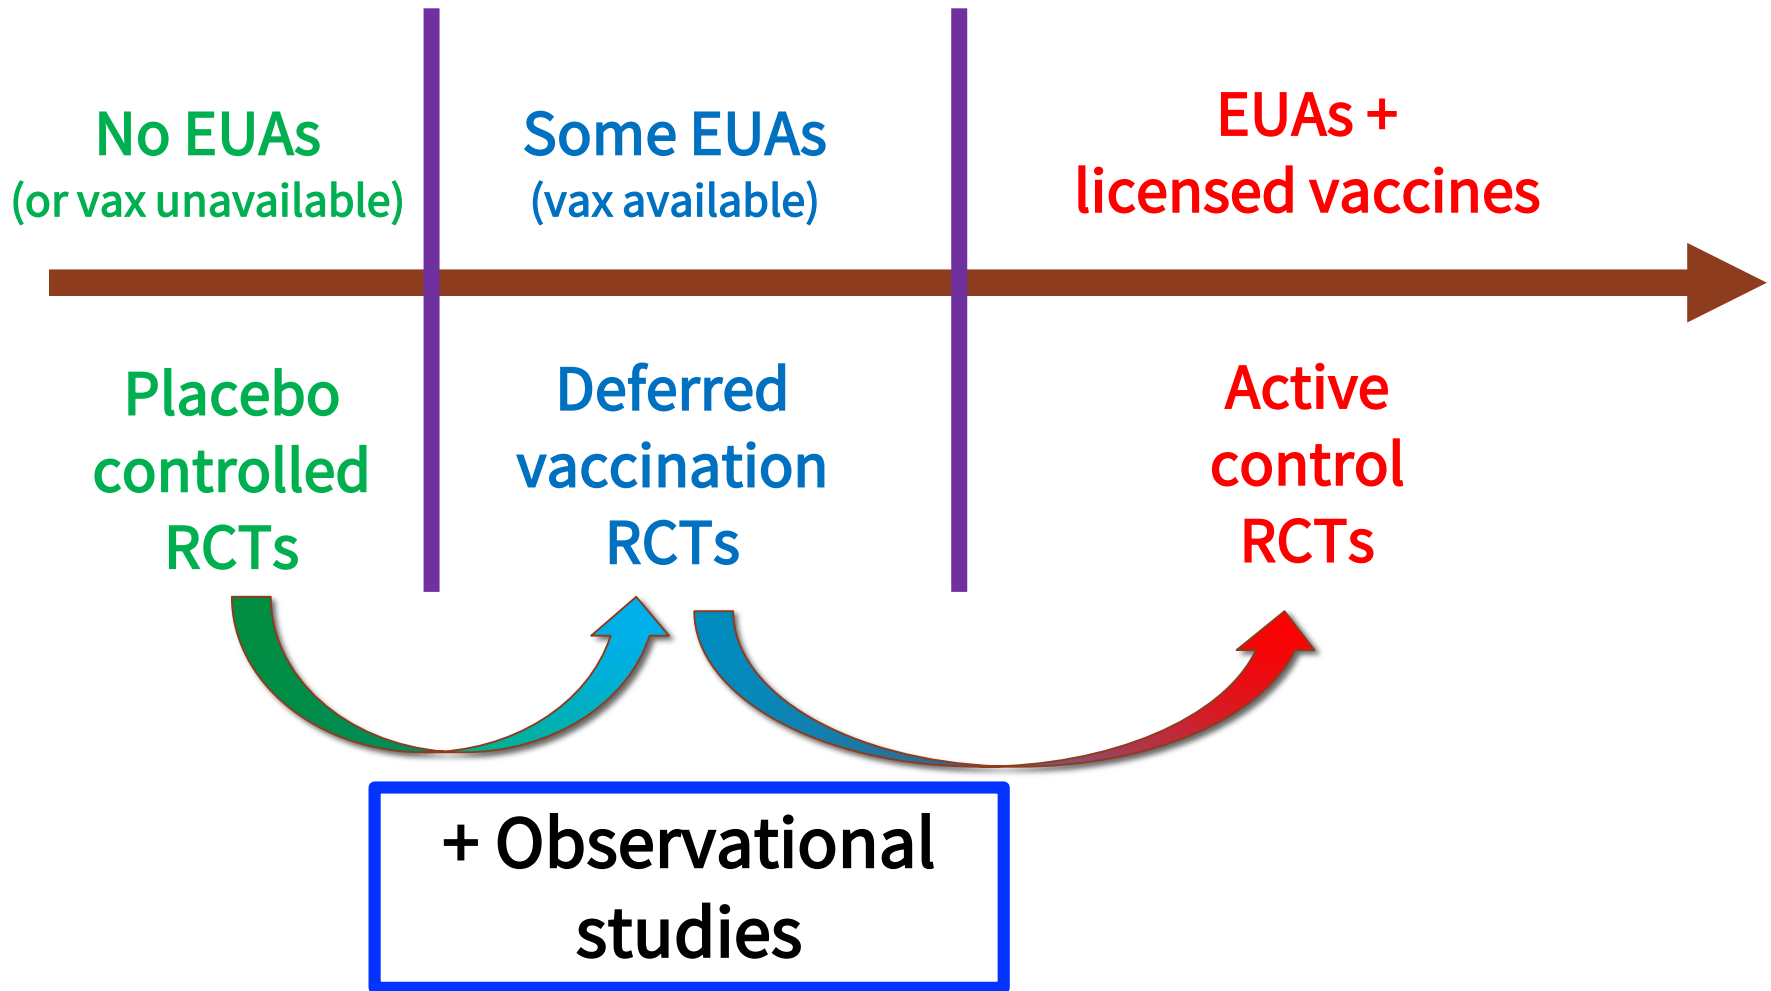 No EUAs
(or vax unavailable)
Some EUAs
(vax available)
EUAs +
licensed vaccines
Placebo
controlled
RCTs
Deferred
vaccination
RCTs
Active
control
RCTs
+ Observational
studies